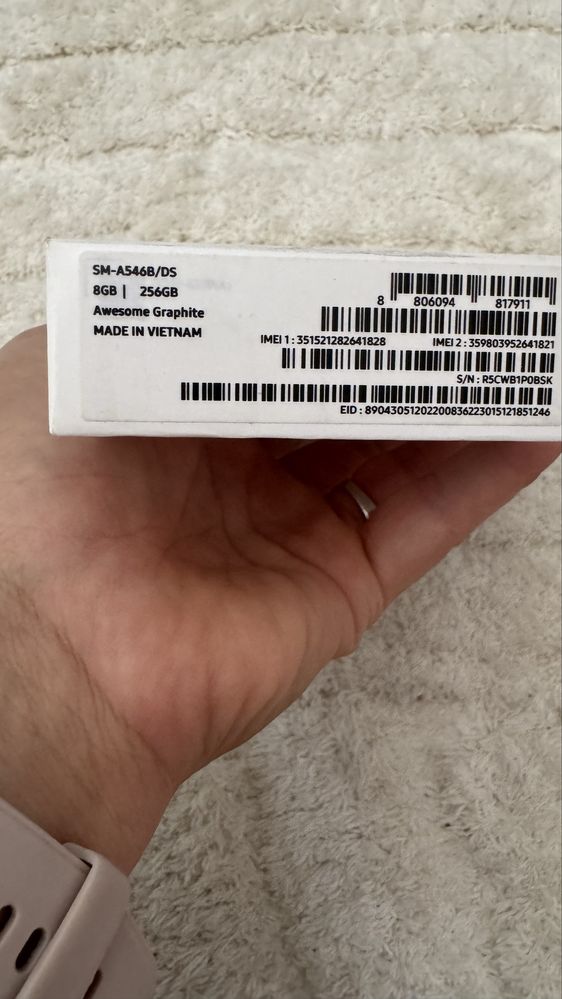 SM-A546B/DS
8GB | 256GB
Awesome Graphite
MADE IN VIETNAM
8 806094 817911
IMEI 1 : 351521282641828 IMEI 2 : 359803952641821
S/N : R5CWB1P0BSK
EID : 89043051202200836223015121851246